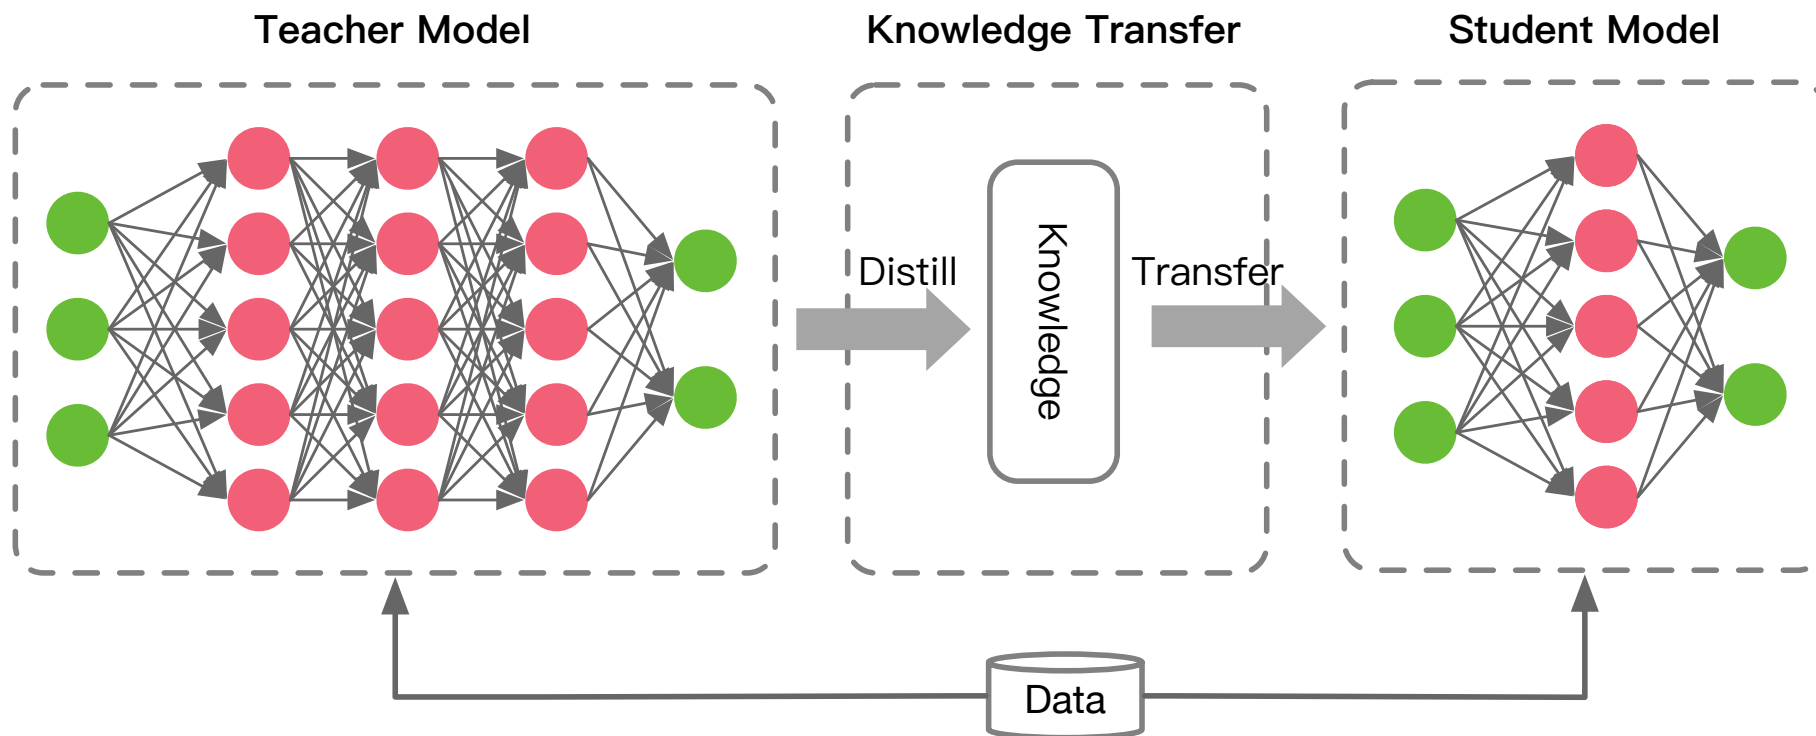 Teacher Model
Knowledge Transfer
Student Model
Distill
Knowledge
Transfer
Data